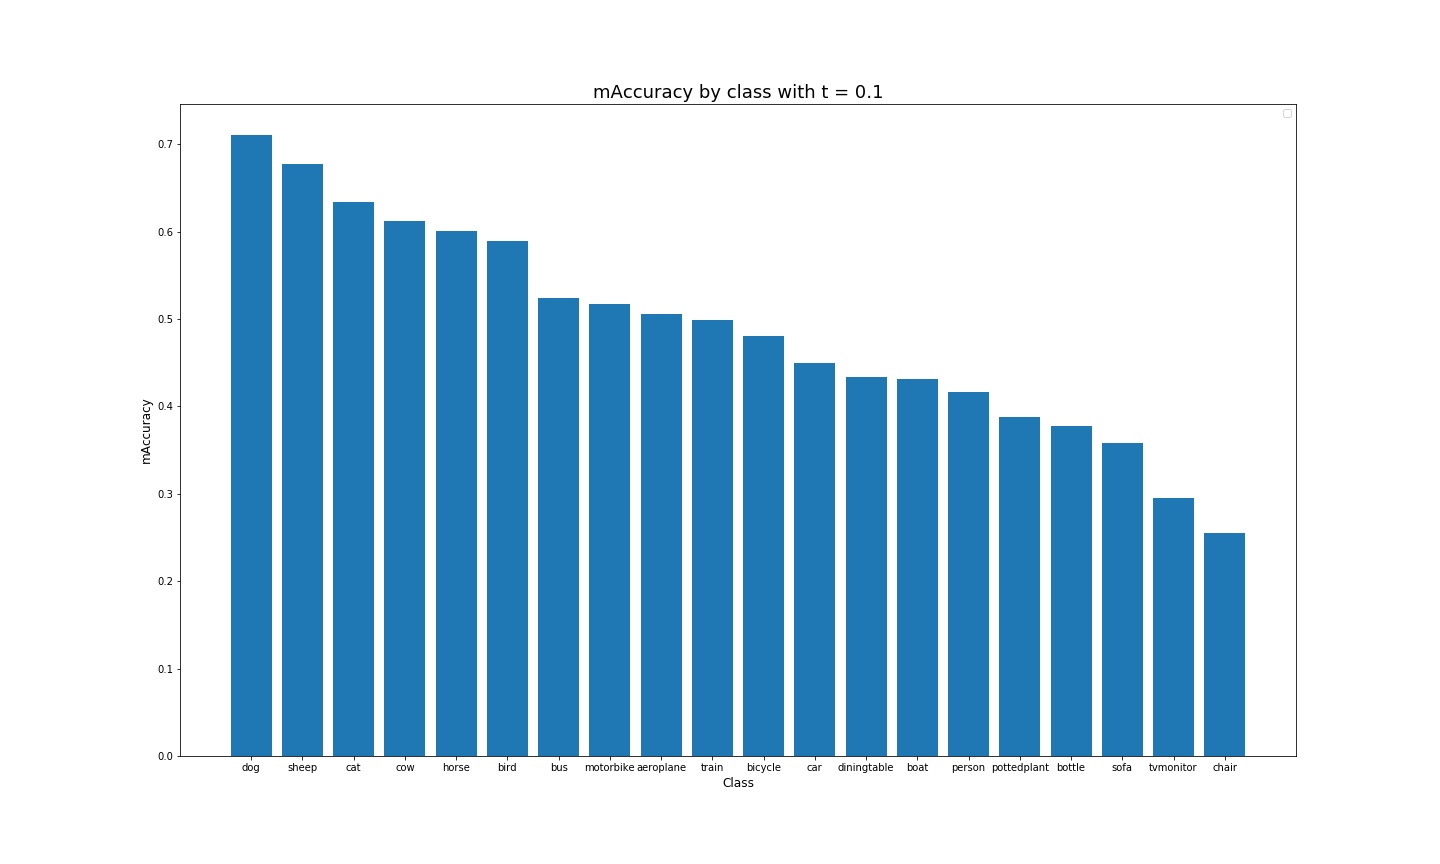 mAccuracy by class with t = 0.1
0.7
0.6
0.5
0.4
0.3
0.2
0.1
0.0
mAccuracy
dog sheep cat cow horse bird bus motorbike aeroplane train bicycle car diningtable boat person pottedplant bottle sofa tvmonitor chair
Class